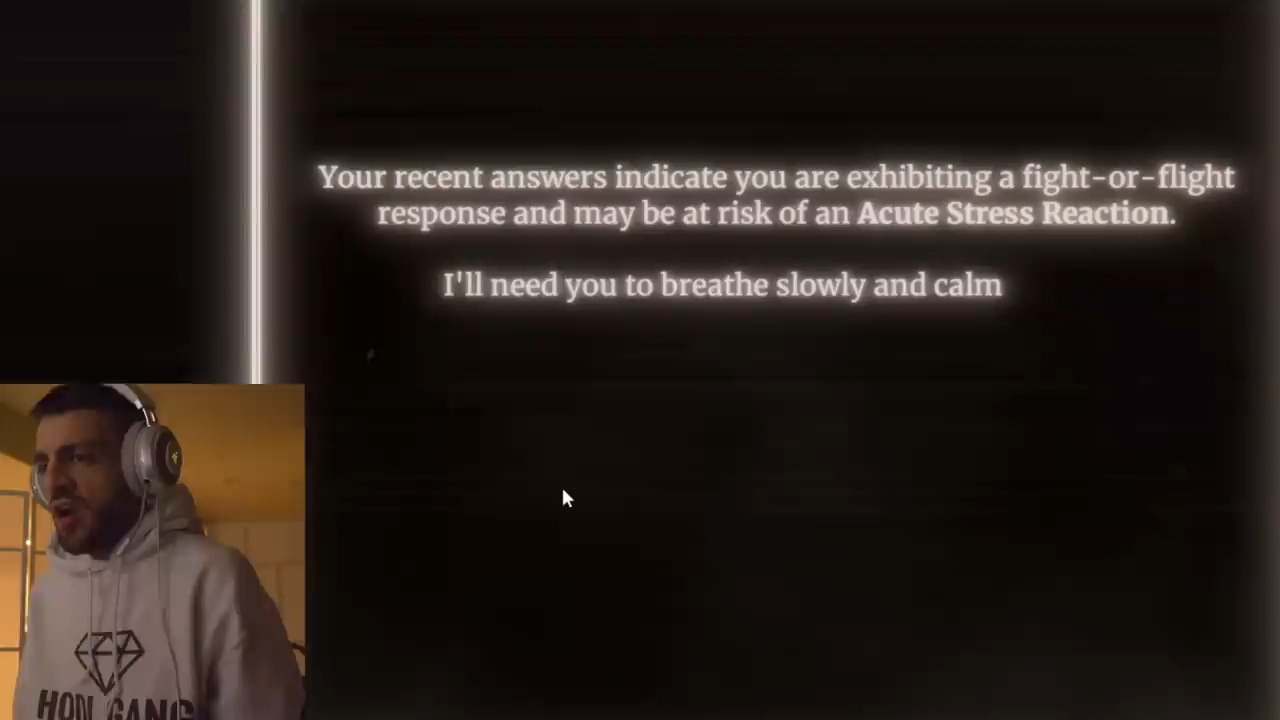 Your recent answers indicate you are exhibiting a fight-or-flight
response and may be at risk of an Acute Stress Reaction.
I'll need you to breathe slowly and calm
HODL GANG